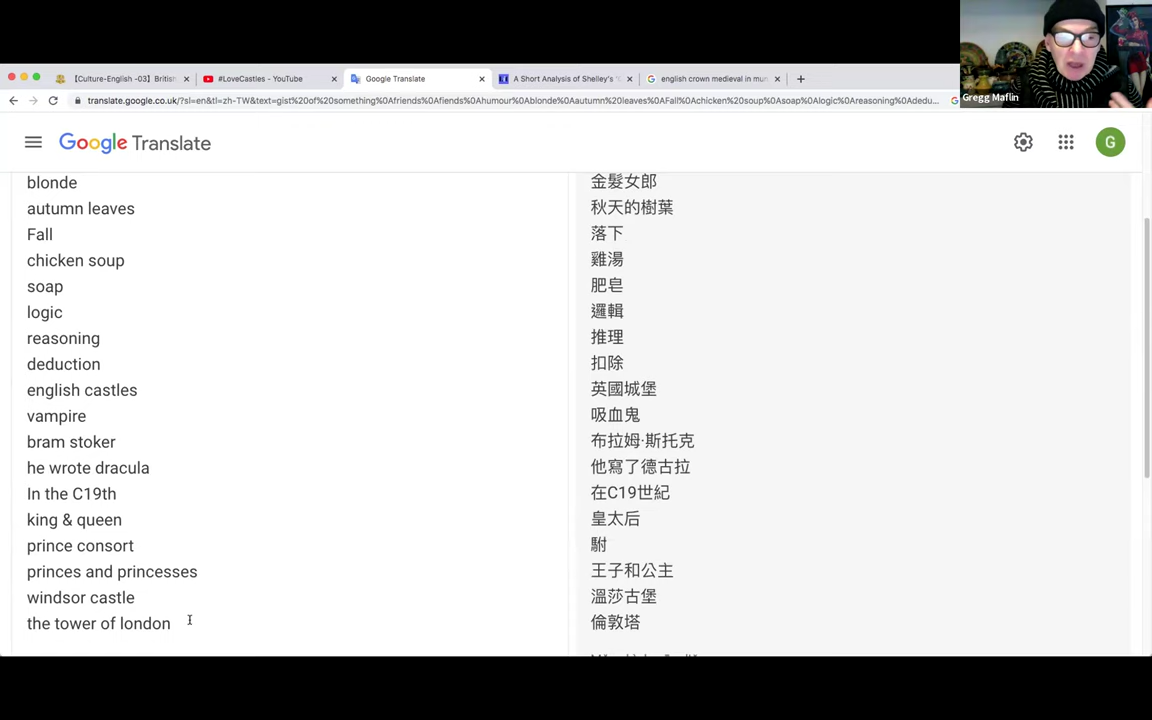 【Culture-English -03】British
#LoveCastles - YouTube
Google Translate
A Short Analysis of Shelley's 'C
english crown medieval in mu
translate.google.co.uk/?sl=en&tl=zh-TW&text=gist%20of%20something%0Afriends%0Afiends%0Ahumour%0Ablonde%0Aautumn%20leaves%0AFall%0Achicken%20soup%0Asoap%0Alogic%0Areasoning%0Adedu...
Gregg Maflin
Google Translate
G
blonde
autumn leaves
Fall
chicken soup
soap
logic
reasoning
deduction
english castles
vampire
bram stoker
he wrote dracula
In the C19th
king & queen
prince consort
princes and princesses
windsor castle
the tower of london
金髮女郎
秋天的樹葉
落下
雞湯
肥皂
邏輯
推理
扣除
英國城堡
吸血鬼
布拉姆·斯托克
他寫了德古拉
在C19世紀
皇太后
駙
王子和公主
溫莎古堡
倫敦塔